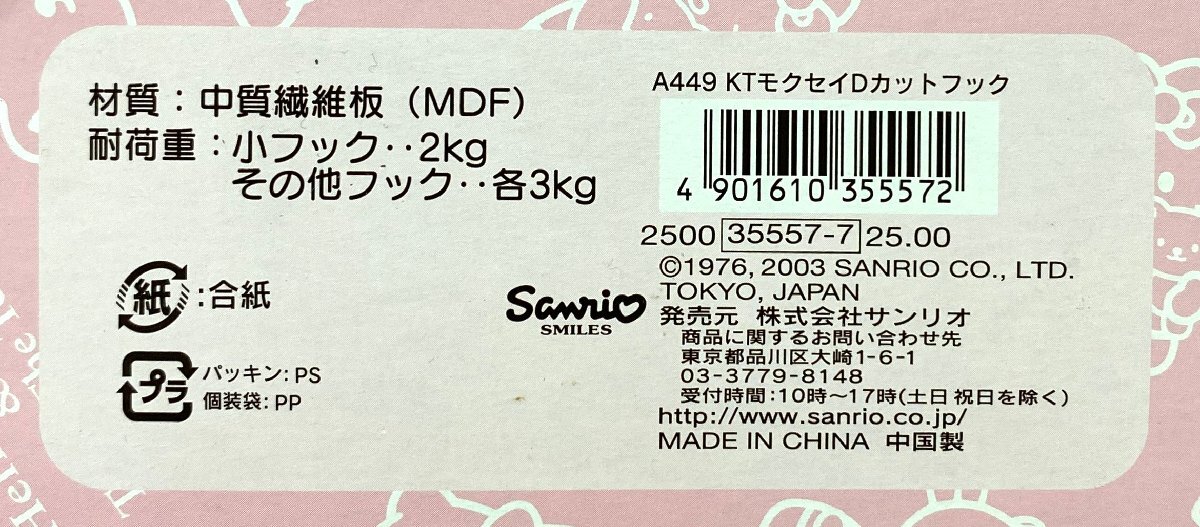 材質：中質繊維板（MDF）
耐荷重：小フック‥2kg
その他フック‥各3kg
紙:合紙
プラ
パッキン:PS
個装袋:PP
A449 KTモクセイDカットフック
4 901610 355572
2500 35557-7 25.00
©1976, 2003 SANRIO CO., LTD.
TOKYO, JAPAN
Sanrio
SMILES
発売元 株式会社サンリオ
商品に関するお問い合わせ先
東京都品川区大崎1-6-1
03-3779-8148
受付時間:10時～17時(土日 祝日を除く)
http://www.sanrio.co.jp/
MADE IN CHINA 中国製